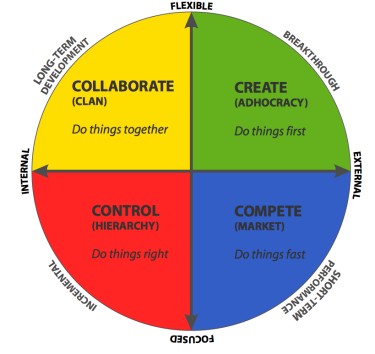 FLEXIBLE
LONG-TERM
DEVELOPMENT
BREAKTHROUGH
COLLABORATE
(CLAN)
Do things together
CREATE
(ADHOCRACY)
Do things first
INTERNAL
EXTERNAL
CONTROL
(HIERARCHY)
Do things right
COMPETE
(MARKET)
Do things fast
INCREMENTAL
SHORT-TERM
PERFORMANCE
FOCUSED